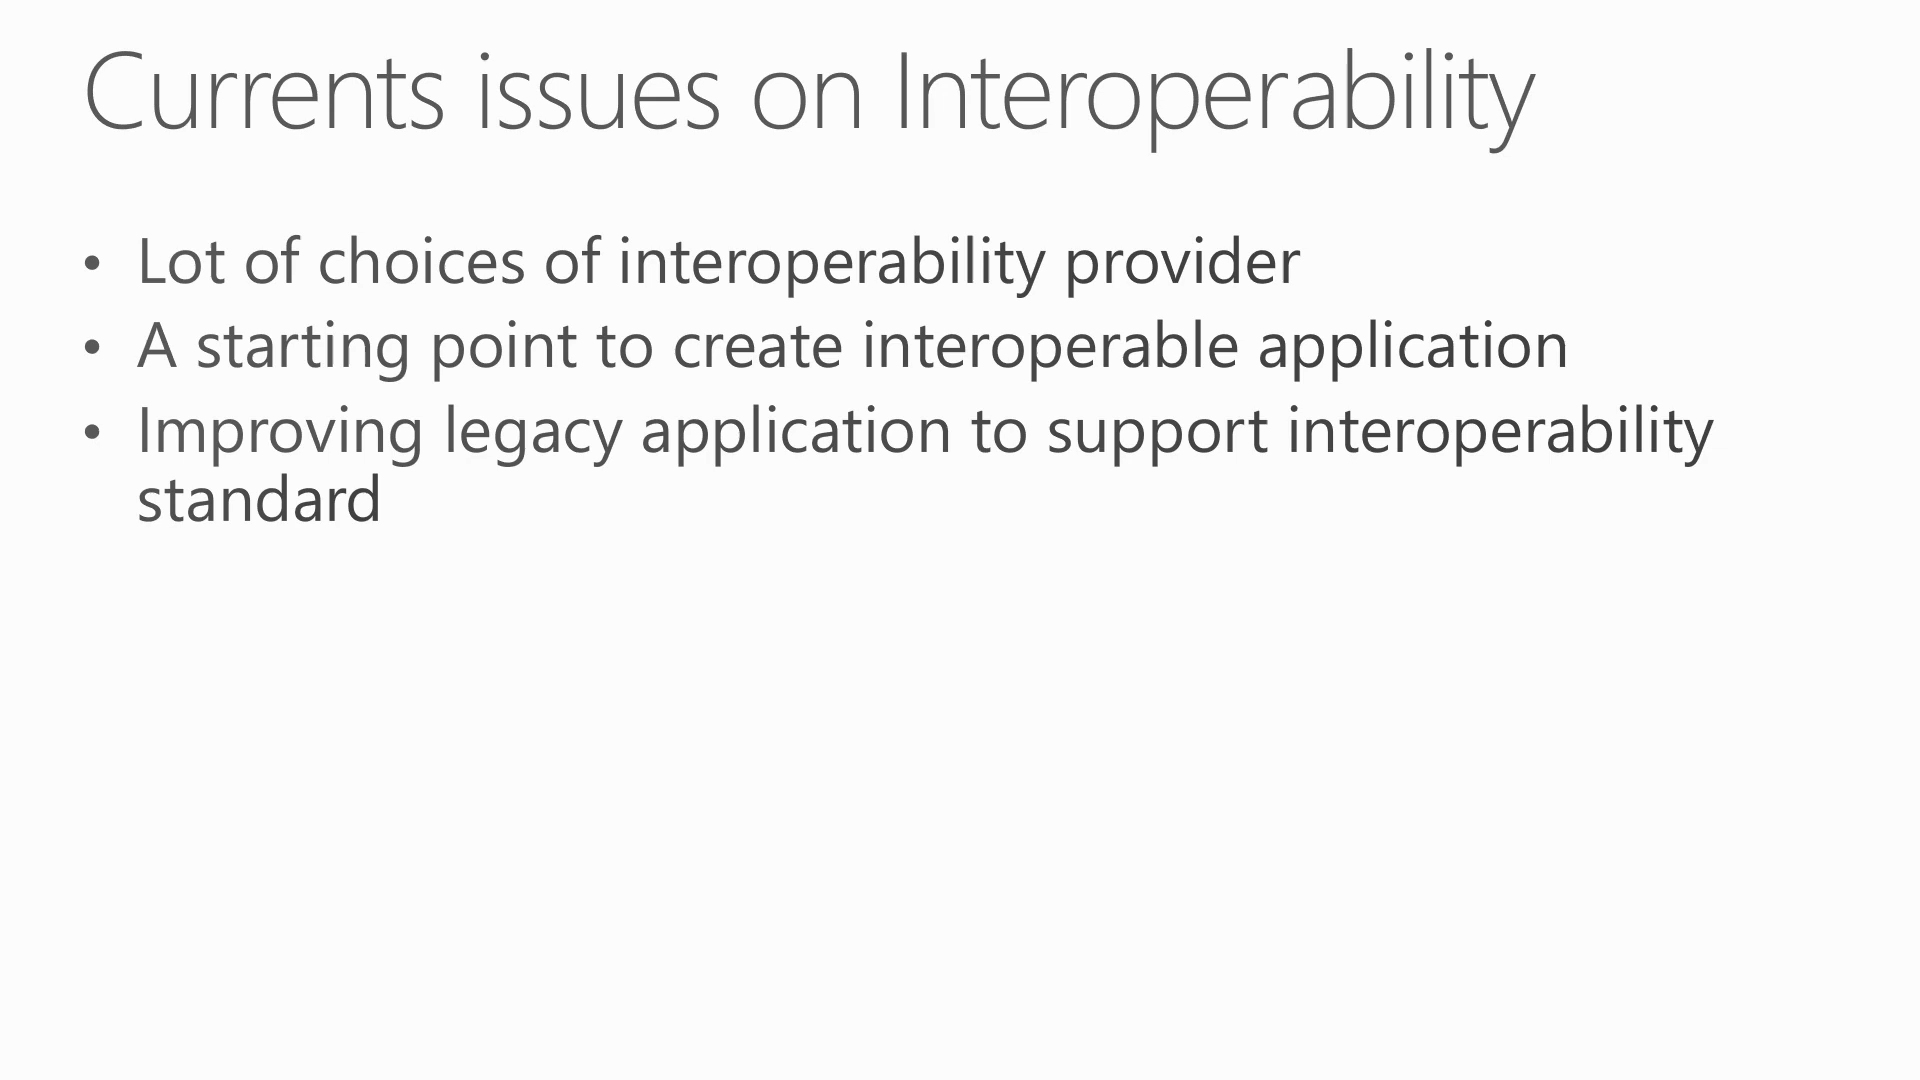 Currents issues on Interoperability
• Lot of choices of interoperability provider
• A starting point to create interoperable application
• Improving legacy application to support interoperability
standard